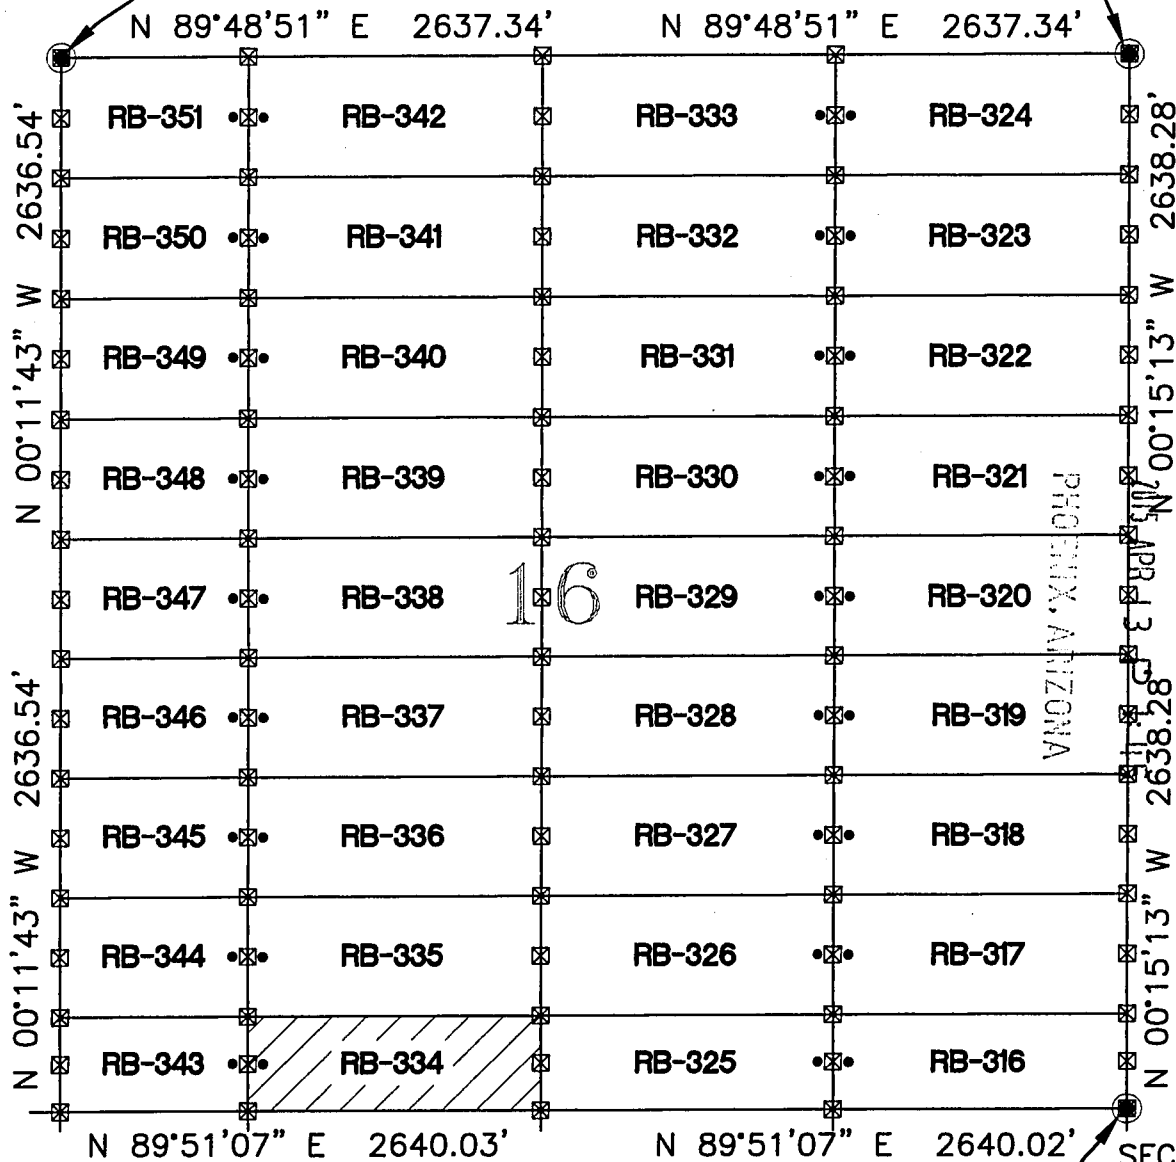 N 89°48'51" E 2637.34' N 89°48'51" E 2637.34'
RB-351 RB-342 RB-333 RB-324
RB-350 RB-341 RB-332 RB-323
RB-349 RB-340 RB-331 RB-322
RB-348 RB-339 RB-330 RB-321
RB-347 RB-338 RB-329 RB-320
16
RB-346 RB-337 RB-328 RB-319
RB-345 RB-336 RB-327 RB-318
RB-344 RB-335 RB-326 RB-317
RB-343 RB-334 RB-325 RB-316
N 00°11'43" W 2636.54'
N 00°11'43" W 2636.54'
N 00°15'13" W 2638.28'
N 00°15'13" W 2638.28'
APR 13
PHOENIX, ARIZONA
N 89°51'07" E 2640.03' N 89°51'07" E 2640.02'
SEC